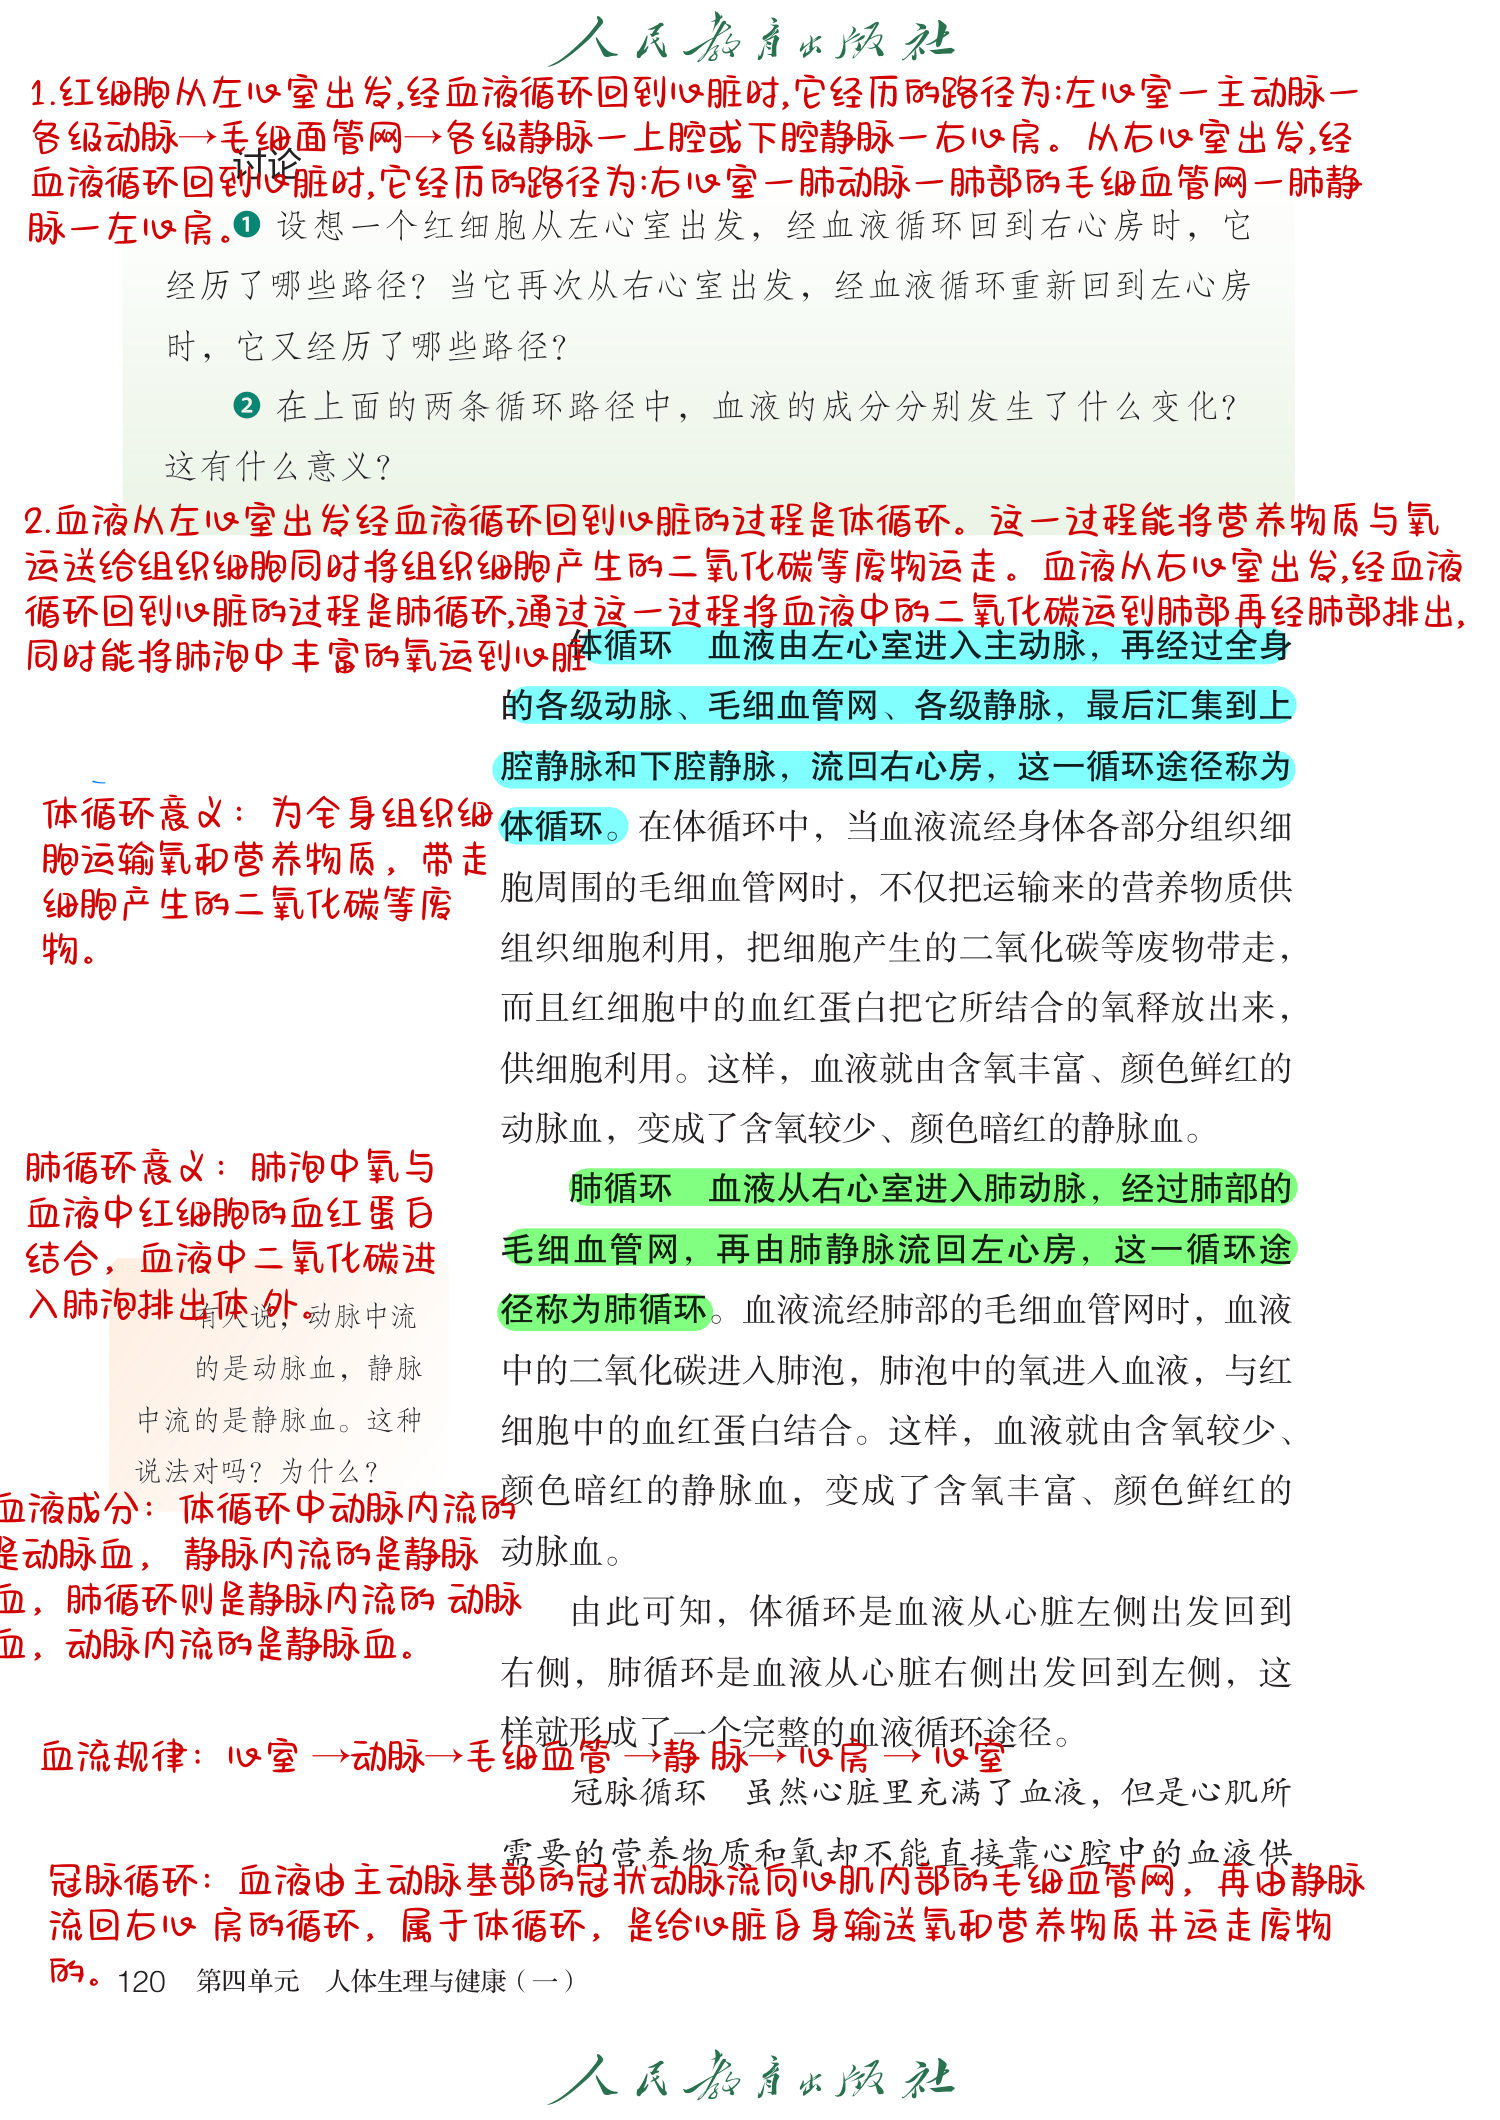 人民教育出版社
1.红细胞从左心室出发,经血液循环回到心脏时,它经历的路径为:左心室一主动脉一
各级动脉→毛细面管网→各级静脉一上腔或下腔静脉一右心房。从右心室出发,经
讨论
血液循环回到心脏时,它经历的路径为:右心室一肺动脉一肺部的毛细血管网一肺静
脉一左心房。
1 设想一个红细胞从左心室出发，经血液循环回到右心房时，它
经历了哪些路径？当它再次从右心室出发，经血液循环重新回到左心房
时，它又经历了哪些路径？
2 在上面的两条循环路径中，血液的成分分别发生了什么变化？
这有什么意义？
2.血液从左心室出发经血液循环回到心脏的过程是体循环。这一过程能将营养物质与氧
运送给组织细胞同时将组织细胞产生的二氧化碳等废物运走。血液从右心室出发,经血液
循环回到心脏的过程是肺循环,通过这一过程将血液中的二氧化碳运到肺部再经肺部排出,
同时能将肺泡中丰富的氧运到心脏
体循环　血液由左心室进入主动脉，再经过全身
的各级动脉、毛细血管网、各级静脉，最后汇集到上
腔静脉和下腔静脉，流回右心房，这一循环途径称为
体循环。在体循环中，当血液流经身体各部分组织细
胞周围的毛细血管网时，不仅把运输来的营养物质供
组织细胞利用，把细胞产生的二氧化碳等废物带走，
而且红细胞中的血红蛋白把它所结合的氧释放出来，
供细胞利用。这样，血液就由含氧丰富、颜色鲜红的
动脉血，变成了含氧较少、颜色暗红的静脉血。
体循环意义：为全身组织细
胞运输氧和营养物质，带走
细胞产生的二氧化碳等废
物。
肺循环　血液从右心室进入肺动脉，经过肺部的
毛细血管网，再由肺静脉流回左心房，这一循环途
径称为肺循环。血液流经肺部的毛细血管网时，血液
中的二氧化碳进入肺泡，肺泡中的氧进入血液，与红
细胞中的血红蛋白结合。这样，血液就由含氧较少、
颜色暗红的静脉血，变成了含氧丰富、颜色鲜红的
动脉血。
肺循环意义：肺泡中氧与
血液中红细胞的血红蛋白
结合，血液中二氧化碳进
入肺泡排出体 外。
有人说，动脉中流
的是动脉血，静脉
中流的是静脉血。这种
说法对吗？为什么？
血液成分：体循环中动脉内流的
是动脉血， 静脉内流的是静脉
血，肺循环则是静脉内流的 动脉
血，动脉内流的是静脉血。
由此可知，体循环是血液从心脏左侧出发回到
右侧，肺循环是血液从心脏右侧出发回到左侧，这
样就形成了一个完整的血液循环途径。
血流规律：心室 →动脉→毛细血管 →静 脉→ 心房 → 心室
冠脉循环　虽然心脏里充满了血液，但是心肌所
需要的营养物质和氧却不能直接靠心腔中的血液供
冠脉循环：血液由主动脉基部的冠状动脉流向心肌内部的毛细血管网，再由静脉
流回右心 房的循环，属于体循环，是给心脏自身输送氧和营养物质并运走废物
的。
120　第四单元　人体生理与健康（一）
人民教育出版社